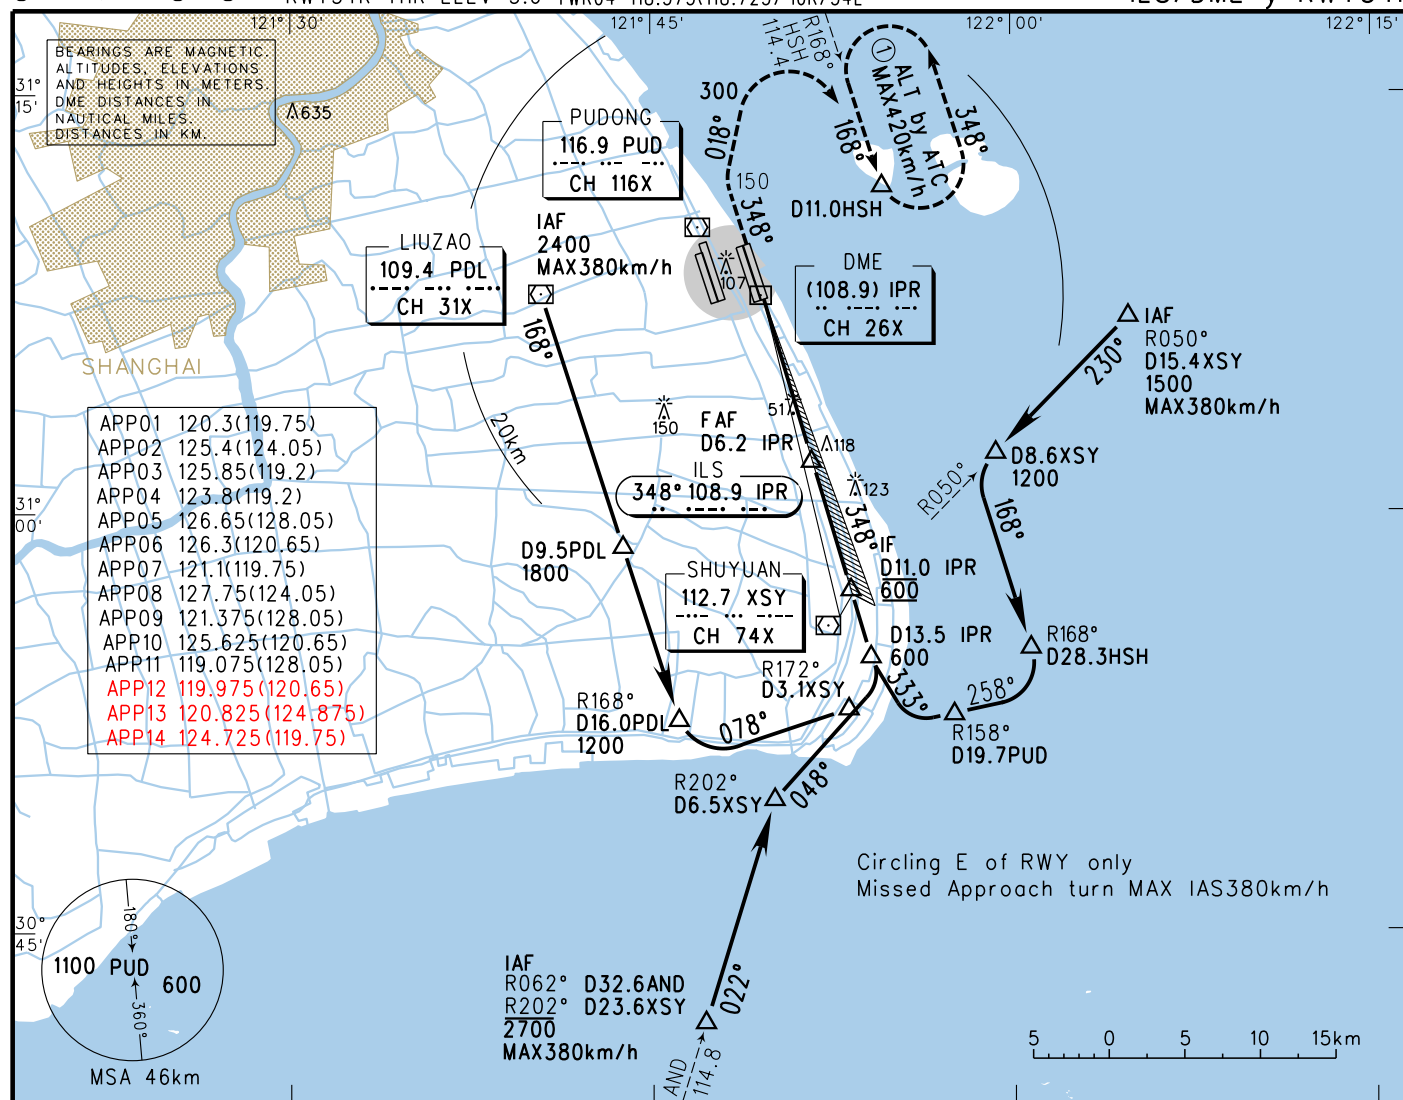 121° 30'
121° 45'
122° 00'
122° 15'
BEARINGS ARE MAGNETIC
ALTITUDES, ELEVATIONS
AND HEIGHTS IN METERS
DME DISTANCES IN
NAUTICAL MILES.
DISTANCES IN KM.
31°
15'
635
PUDONG
116.9 PUD
CH 116X
LIUZAO
109.4 PDL
CH 31X
IAF
2400
MAX380km/h
168°
300
018°
150
348°
R168°
HSH
114.4
168°
D11.0HSH
1
ALT by ATC
MAX420km/h
348°
107
DME
(108.9) IPR
CH 26X
IAF
R050°
D15.4XSY
1500
MAX380km/h
230°
D8.6XSY
1200
R050°
168°
SHANGHAI
APP01 120.3(119.75)
APP02 125.4(124.05)
APP03 125.85(119.2)
APP04 123.8(119.2)
APP05 126.65(128.05)
APP06 126.3(120.65)
APP07 121.1(119.75)
APP08 127.75(124.05)
APP09 121.375(128.05)
APP10 125.625(120.65)
APP11 119.075(128.05)
APP12 119.975(120.65)
APP13 120.825(124.875)
APP14 124.725(119.75)
20km
150
51
FAF
D6.2 IPR
118
123
ILS
348° 108.9 IPR
348°
31°
00'
D9.5PDL
1800
IF
D11.0 IPR
600
SHUYUAN
112.7 XSY
CH 74X
D13.5 IPR
600
R172°
D3.1XSY
R168°
D28.3HSH
333°
258°
R158°
D19.7PUD
R168°
D16.0PDL
1200
078°
R202°
D6.5XSY
048°
Circling E of RWY only
Missed Approach turn MAX IAS380km/h
30°
45'
180°
1100 PUD
600
360°
MSA 46km
IAF
R062° D32.6AND
R202° D23.6XSY
2700
MAX380km/h
022°
AND
114.8
5 0 5 10 15km